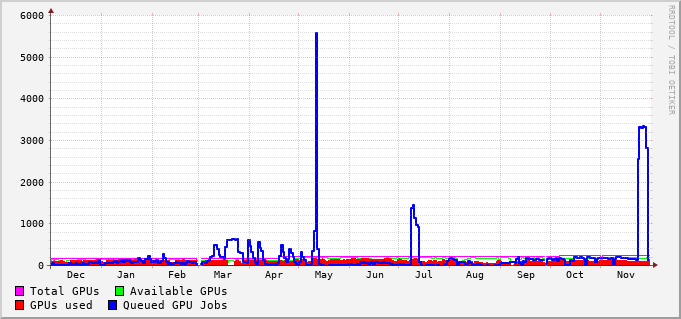 RRDTOOL / TOBI OETIKER
6000
5000
4000
3000
2000
1000
0
Dec Jan Feb Mar Apr May Jun Jul Aug Sep Oct Nov
Total GPUs Available GPUs
GPUs used Queued GPU Jobs